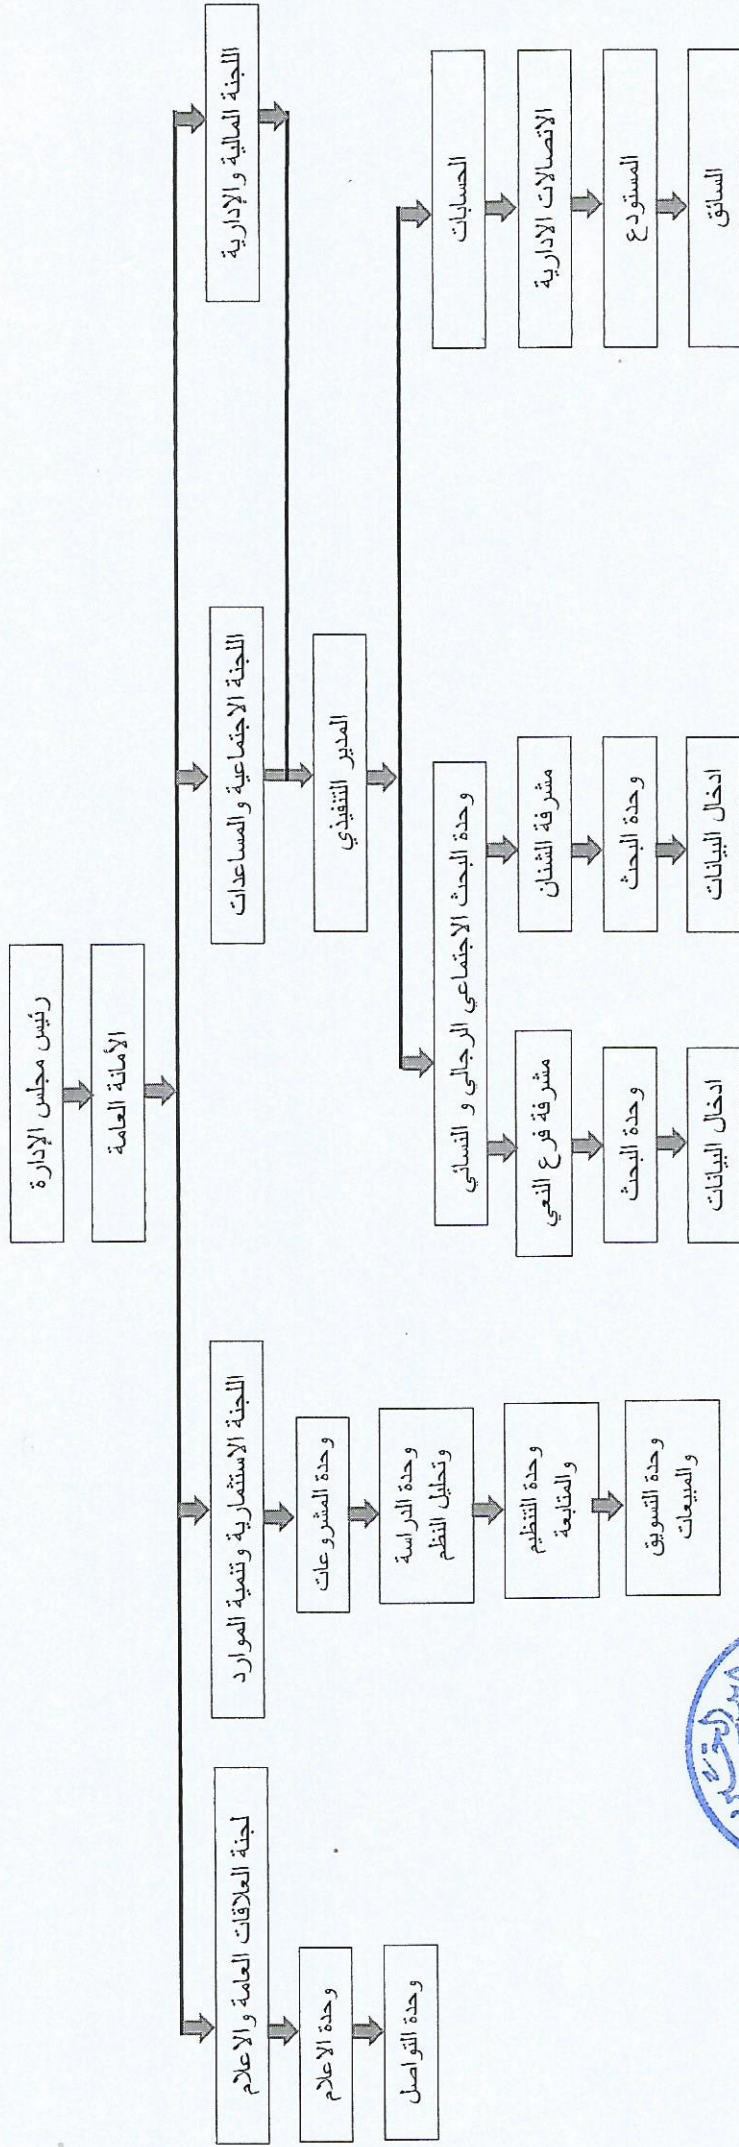 رئيس مجلس الإدارة
الأمانة العامة
اللجنة المالية والإدارية
اللجنة الاجتماعية والمساعدات
اللجنة الاستثمارية وتنمية الموارد
لجنة العلاقات العامة والاعلام
المدير التنفيذي
الحسابات
الاتصالات الادارية
المستودع
السائق
وحدة البحث الاجتماعي الرجالي و النسائي
مشرفة الشنان
وحدة البحث
ادخال البيانات
مشرفة فرع النعي
وحدة البحث
ادخال البيانات
وحدة المشروعات
وحدة الدراسة
وتحليل النظم
وحدة التنظيم
والمتابعة
وحدة التسويق
والمبيعات
وحدة الاعلام
وحدة التواصل